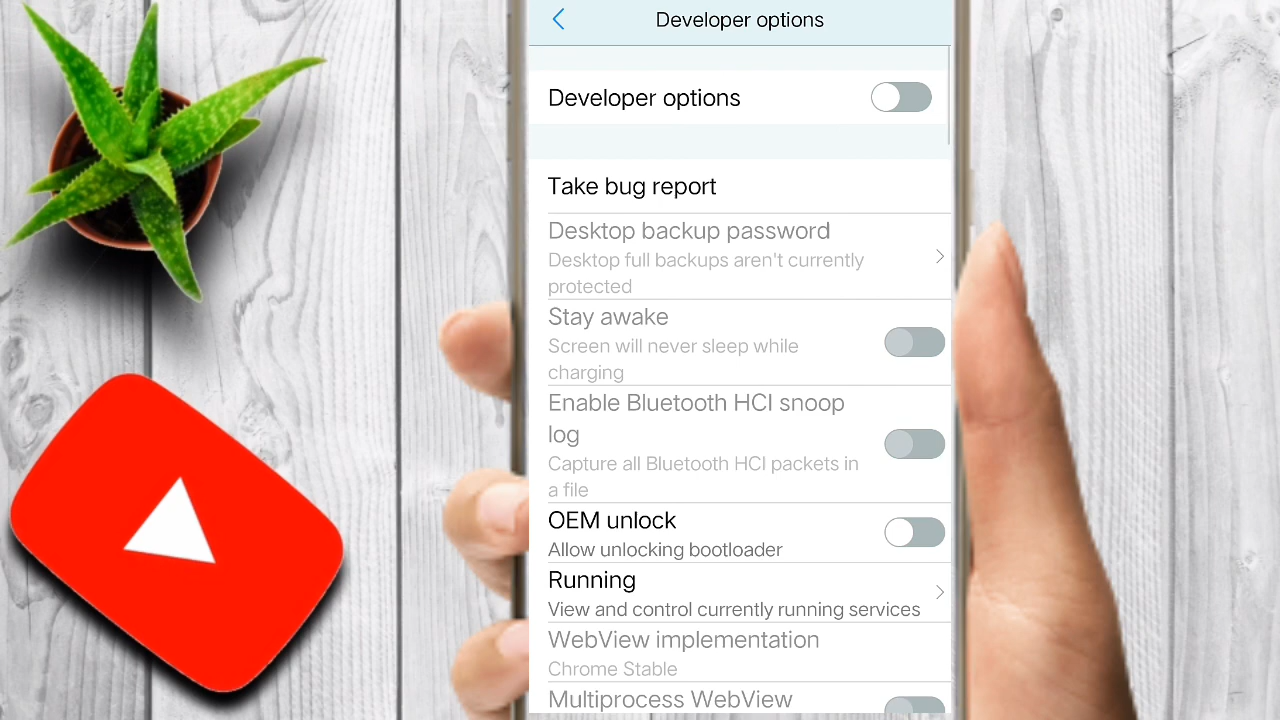 Developer options
Developer options
Take bug report
Desktop backup password
Desktop full backups aren't currently
protected
Stay awake
Screen will never sleep while
charging
Enable Bluetooth HCI snoop
log
Capture all Bluetooth HCI packets in
a file
OEM unlock
Allow unlocking bootloader
Running
View and control currently running services
WebView implementation
Chrome Stable
Multiprocess WebView